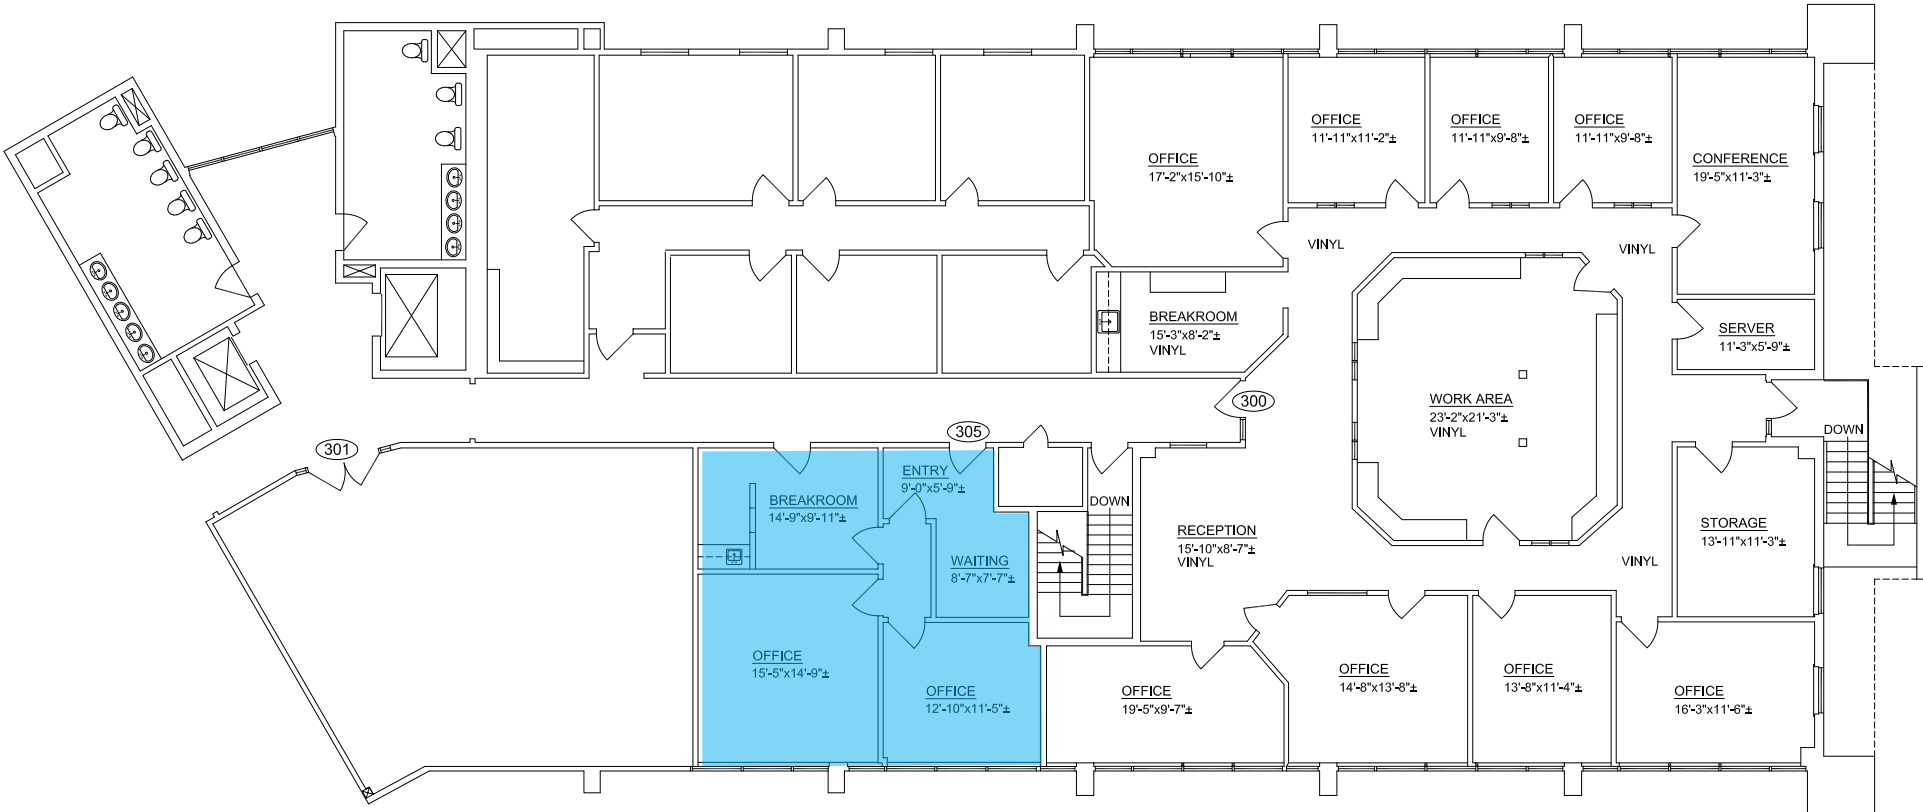 OFFICE
11'-11"x11'-2"±
OFFICE
11'-11"x9'-8"±
OFFICE
11'-11"x9'-8"±
OFFICE
17'-2"x15'-10"±
CONFERENCE
19'-5"x11'-3"±
VINYL
VINYL
BREAKROOM
15'-3"x8'-2"±
VINYL
SERVER
11'-3"x5'-9"±
300
WORK AREA
23'-2"x21'-3"±
VINYL
DOWN
301
305
ENTRY
9'-0"x5'-9"±
BREAKROOM
14'-9"x9'-11"±
DOWN
RECEPTION
15'-10"x8'-7"±
VINYL
STORAGE
13'-11"x11'-3"±
WAITING
8'-7"x7'-7"±
VINYL
OFFICE
15'-5"x14'-9"±
OFFICE
12'-10"x11'-5"±
OFFICE
19'-5"x9'-7"±
OFFICE
14'-8"x13'-8"±
OFFICE
13'-8"x11'-4"±
OFFICE
16'-3"x11'-6"±